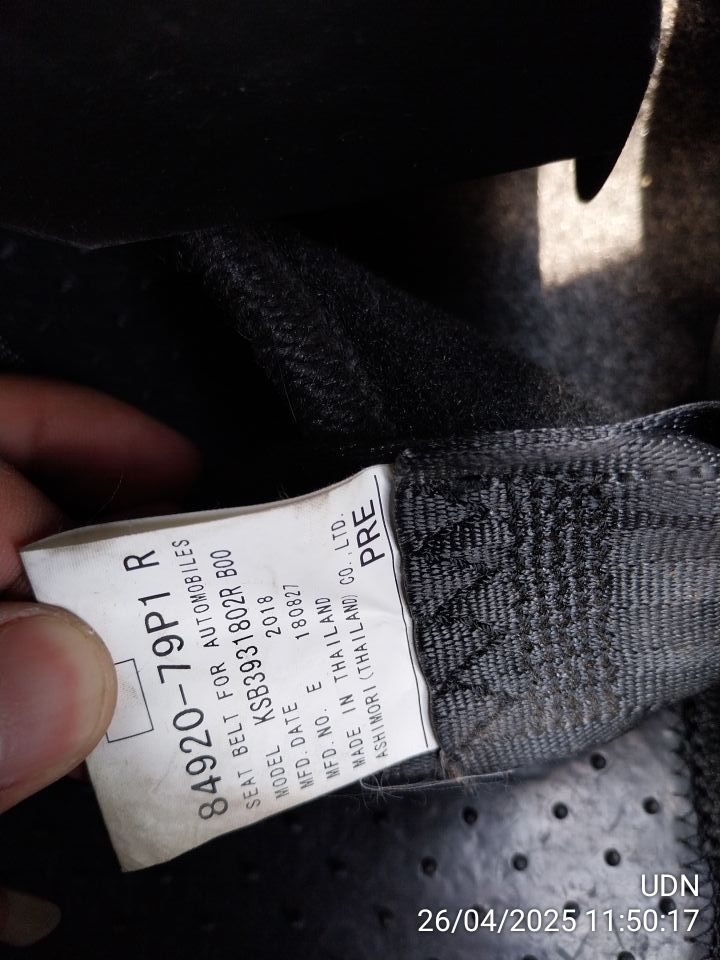 84920-79P1 R
SEAT BELT FOR AUTOMOBILES
KSB3931802R B00
MODEL 2018
MFD. DATE 180827
MFD. NO. E
MADE IN THAILAND
ASHIMORI (THAILAND) CO., LTD.
PRE
UDN
26/04/2025 11:50:17